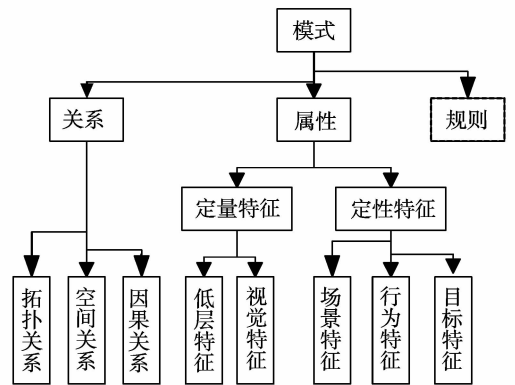 模式
关系
属性
规则
定量特征
定性特征
拓扑关系
空间关系
因果关系
低层特征
视觉特征
场景特征
行为特征
目标特征